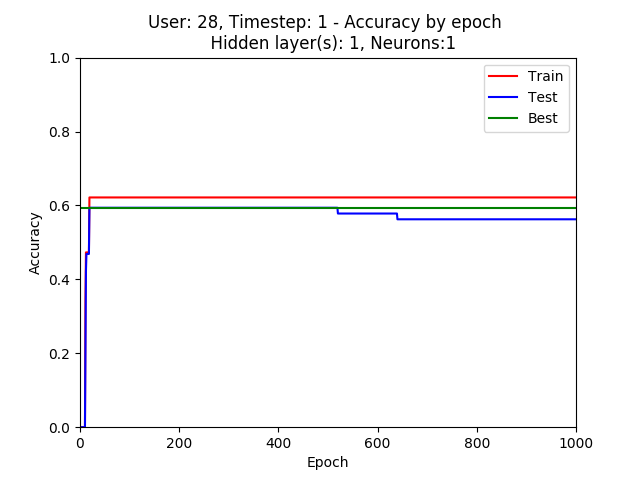 User: 28, Timestep: 1 - Accuracy by epoch
Hidden layer(s): 1, Neurons:1
Train
Test
Best
1.0
0.8
0.6
0.4
0.2
0.0
Accuracy
0 200 400 600 800 1000
Epoch